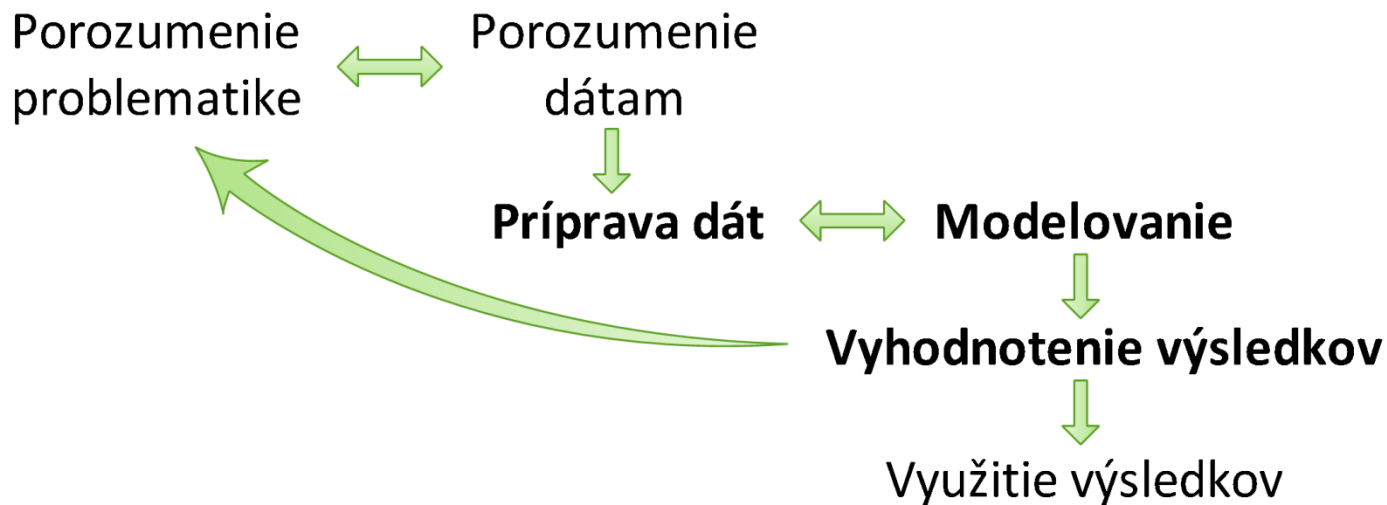 Porozumenie
problematike
Porozumenie
dátam
Príprava dát
Modelovanie
Vyhodnotenie výsledkov
Využitie výsledkov